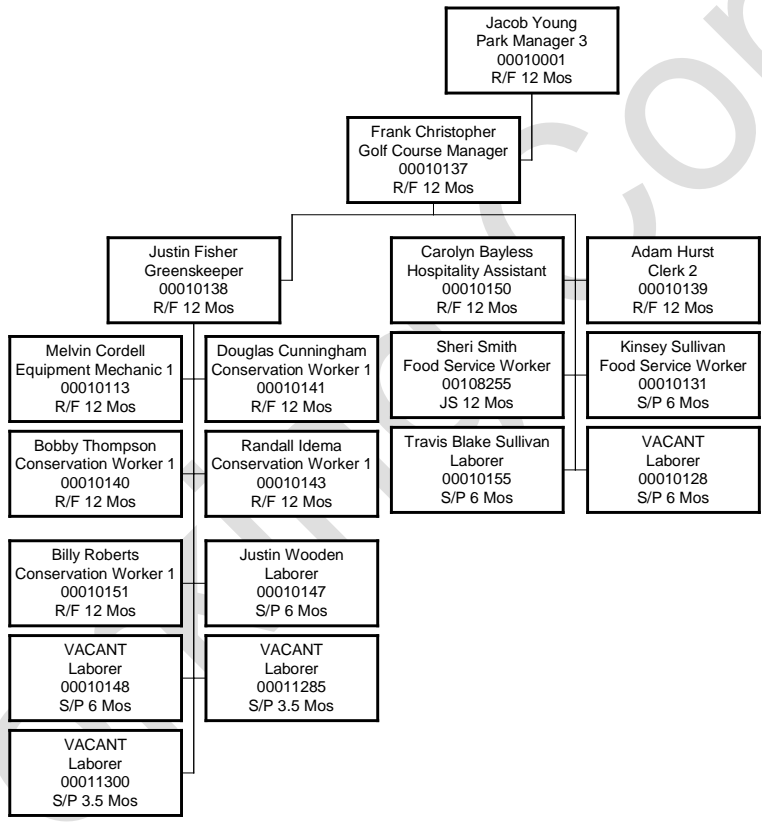 Jacob Young
Park Manager 3
00010001
R/F 12 Mos
Frank Christopher
Golf Course Manager
00010137
R/F 12 Mos
Justin Fisher
Greenskeeper
00010138
R/F 12 Mos
Carolyn Bayless
Hospitality Assistant
00010150
R/F 12 Mos
Adam Hurst
Clerk 2
00010139
R/F 12 Mos
Melvin Cordell
Equipment Mechanic 1
00010113
R/F 12 Mos
Douglas Cunningham
Conservation Worker 1
00010141
R/F 12 Mos
Sheri Smith
Food Service Worker
00108255
JS 12 Mos
Kinsey Sullivan
Food Service Worker
00010131
S/P 6 Mos
Bobby Thompson
Conservation Worker 1
00010140
R/F 12 Mos
Randall Idema
Conservation Worker 1
00010143
R/F 12 Mos
Travis Blake Sullivan
Laborer
00010155
S/P 6 Mos
VACANT
Laborer
00010128
S/P 6 Mos
Billy Roberts
Conservation Worker 1
00010151
R/F 12 Mos
Justin Wooden
Laborer
00010147
S/P 6 Mos
VACANT
Laborer
00010148
S/P 6 Mos
VACANT
Laborer
00011285
S/P 3.5 Mos
VACANT
Laborer
00011300
S/P 3.5 Mos